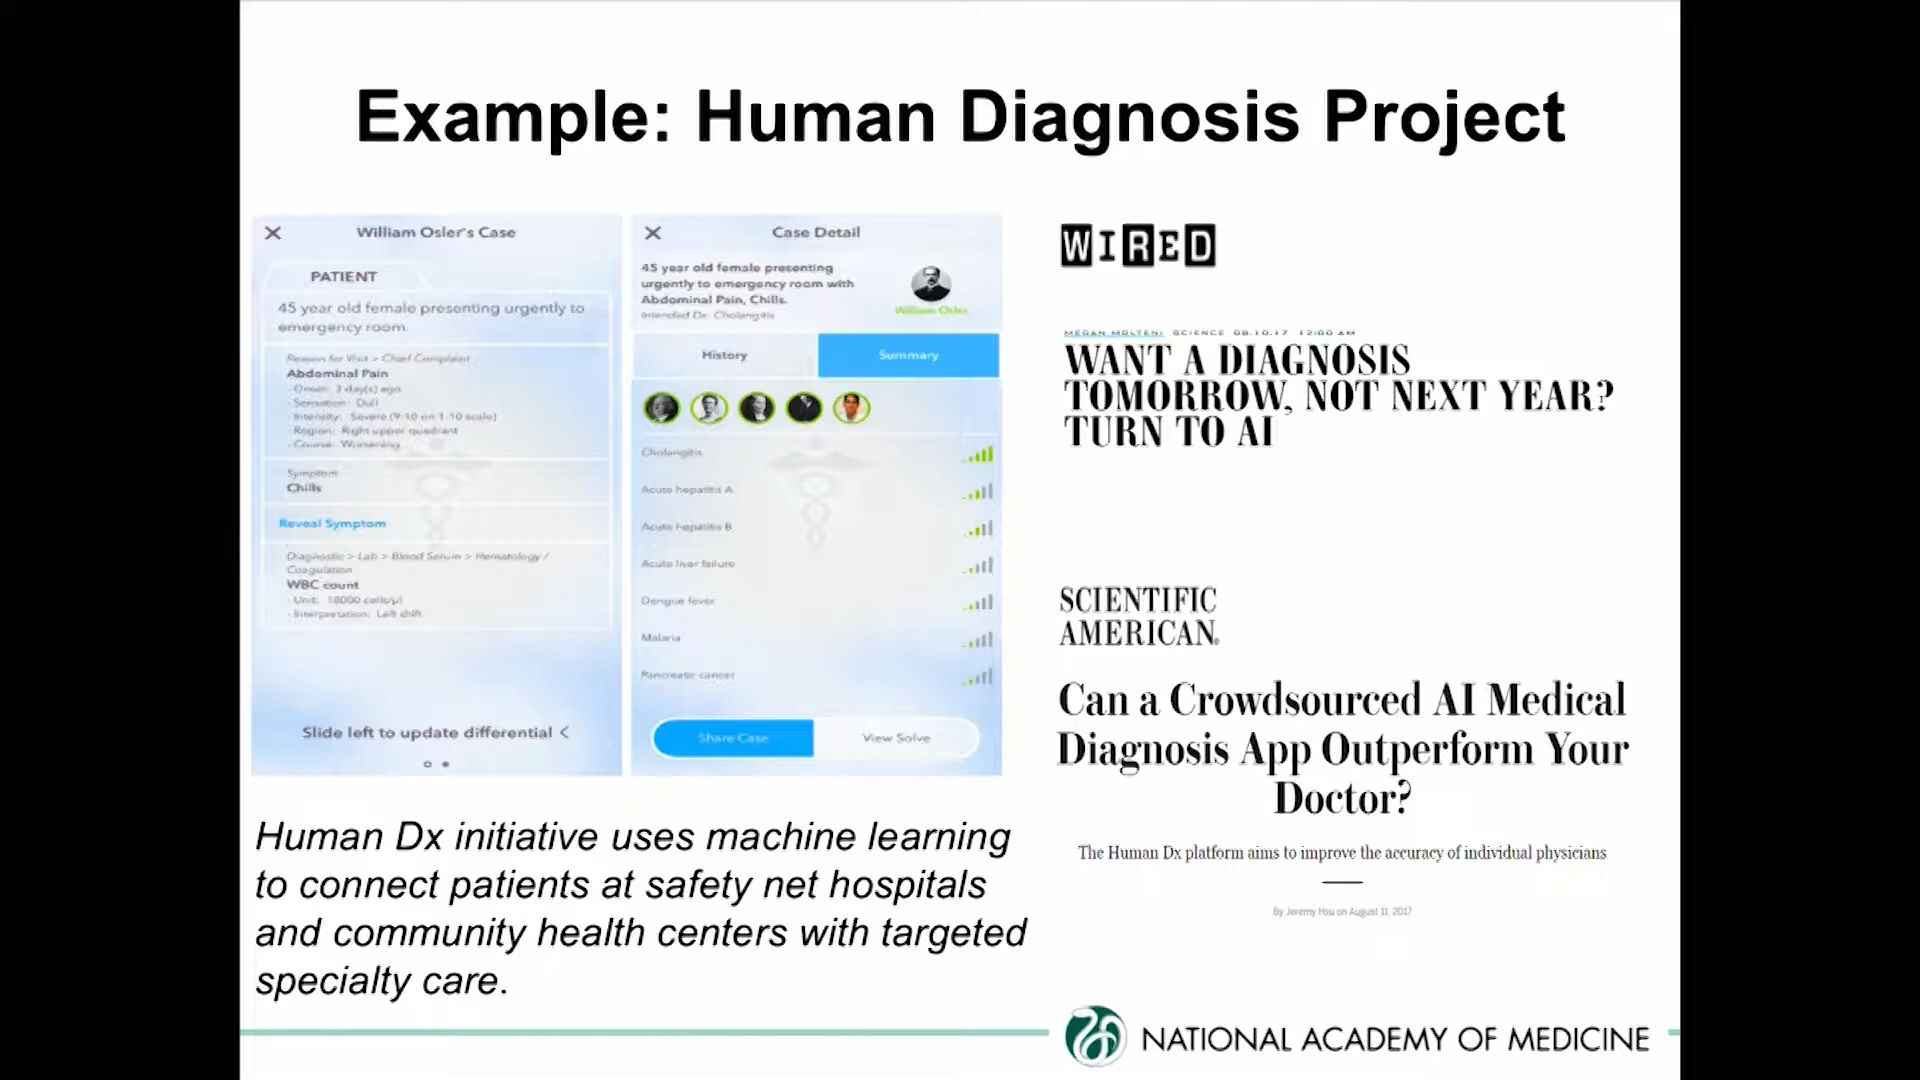 Example: Human Diagnosis Project
William Osler's Case
PATIENT
45 year old female presenting urgently to
emergency room.
Reason for Visit > Chief Complaint
Abdominal Pain
- Onset: 3 day(s) ago
- Sensation: Dull
- Intensity: Severe (9-10 on 1-10 scale)
- Region: Right upper quadrant
- Course: Worsening
Symptom
Chills
Reveal Symptom
Diagnostic > Lab > Blood Serum > Hematology /
Coagulation
WBC count
- Unit: 18000 cells/µl
- Interpretation: Left shift
Slide left to update differential <
Case Detail
45 year old female presenting
urgently to emergency room with
Abdominal Pain, Chills.
Intended Dx: Cholangitis
William Osler
History
Summary
Cholangitis
Acute hepatitis A
Acute hepatitis B
Acute liver failure
Dengue fever
Malaria
Pancreatic cancer
Share Case
View Solve
Human Dx initiative uses machine learning
to connect patients at safety net hospitals
and community health centers with targeted
specialty care.
WIRED
MEGAN MOLTENI SCIENCE 08.10.17 12:00 AM
WANT A DIAGNOSIS
TOMORROW, NOT NEXT YEAR?
TURN TO AI
SCIENTIFIC
AMERICAN®
Can a Crowdsourced AI Medical
Diagnosis App Outperform Your
Doctor?
The Human Dx platform aims to improve the accuracy of individual physicians
By Jeremy Hsu on August 11, 2017
NATIONAL ACADEMY OF MEDICINE